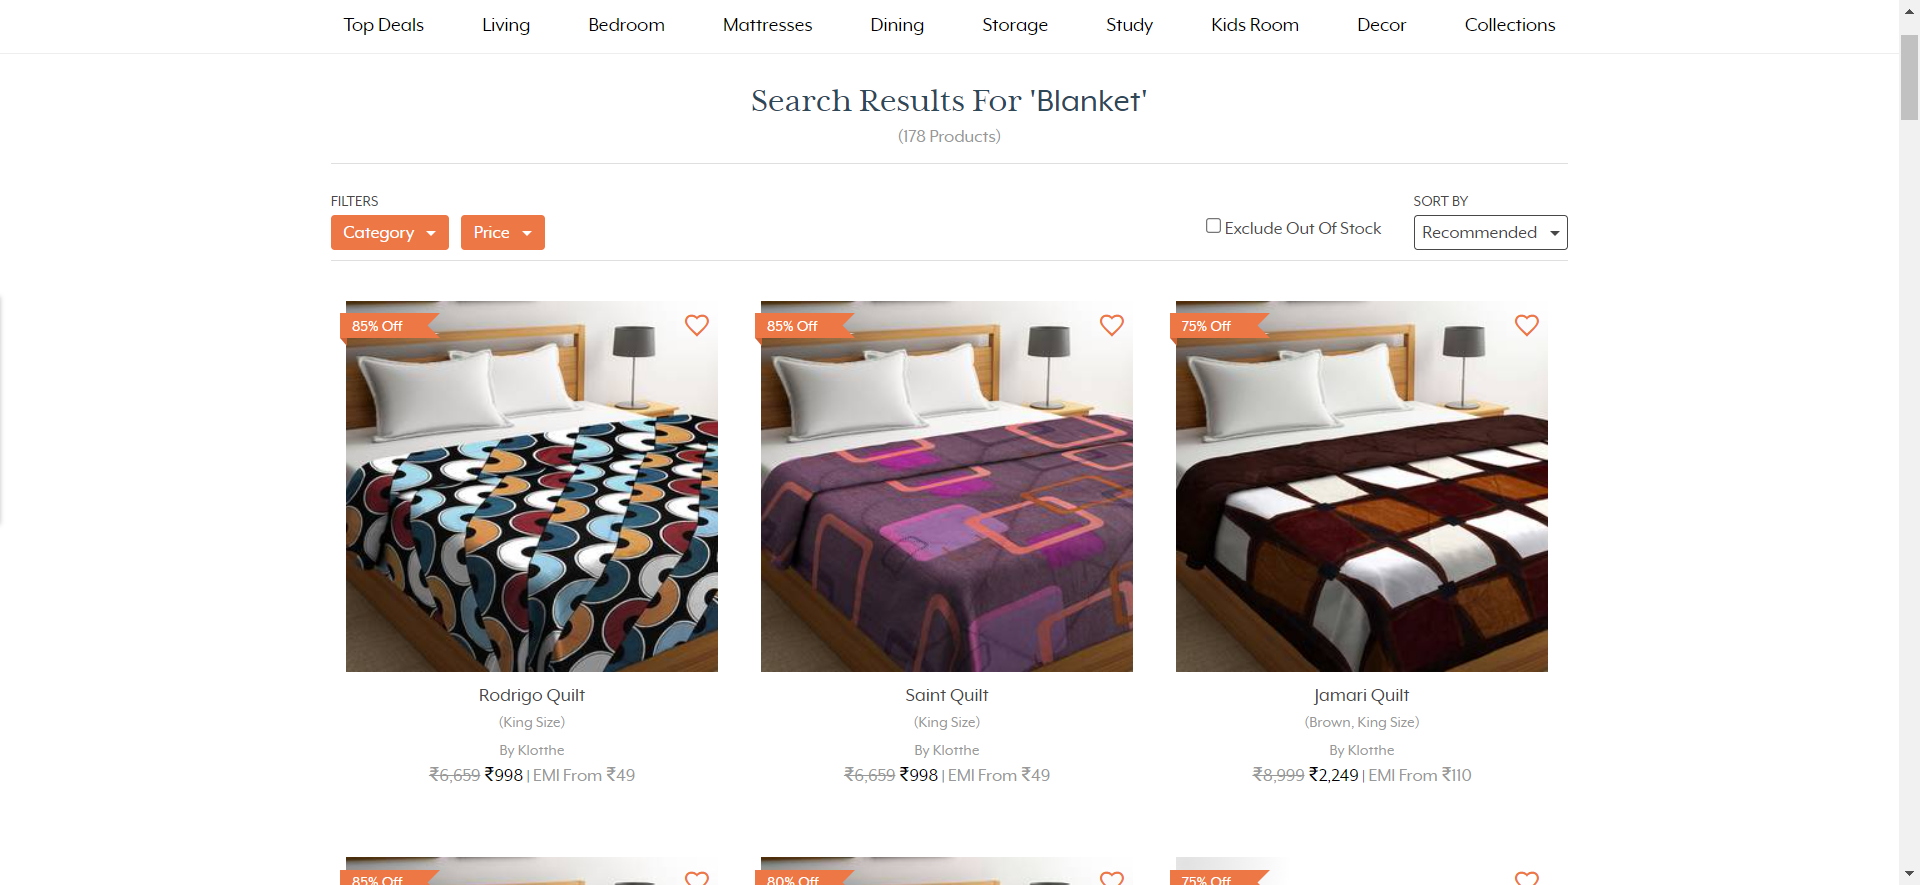 Top Deals Living Bedroom Mattresses Dining Storage Study Kids Room Decor Collections
Search Results For 'Blanket'
(178 Products)
FILTERS
Category Price
Exclude Out Of Stock
SORT BY
Recommended
85% Off
85% Off
75% Off
Rodrigo Quilt
(King Size)
By Klotthe
₹6,659 ₹998 | EMI From ₹49
Saint Quilt
(King Size)
By Klotthe
₹6,659 ₹998 | EMI From ₹49
Jamari Quilt
(Brown, King Size)
By Klotthe
₹8,999 ₹2,249 | EMI From ₹110
85% Off
80% Off
75% Off